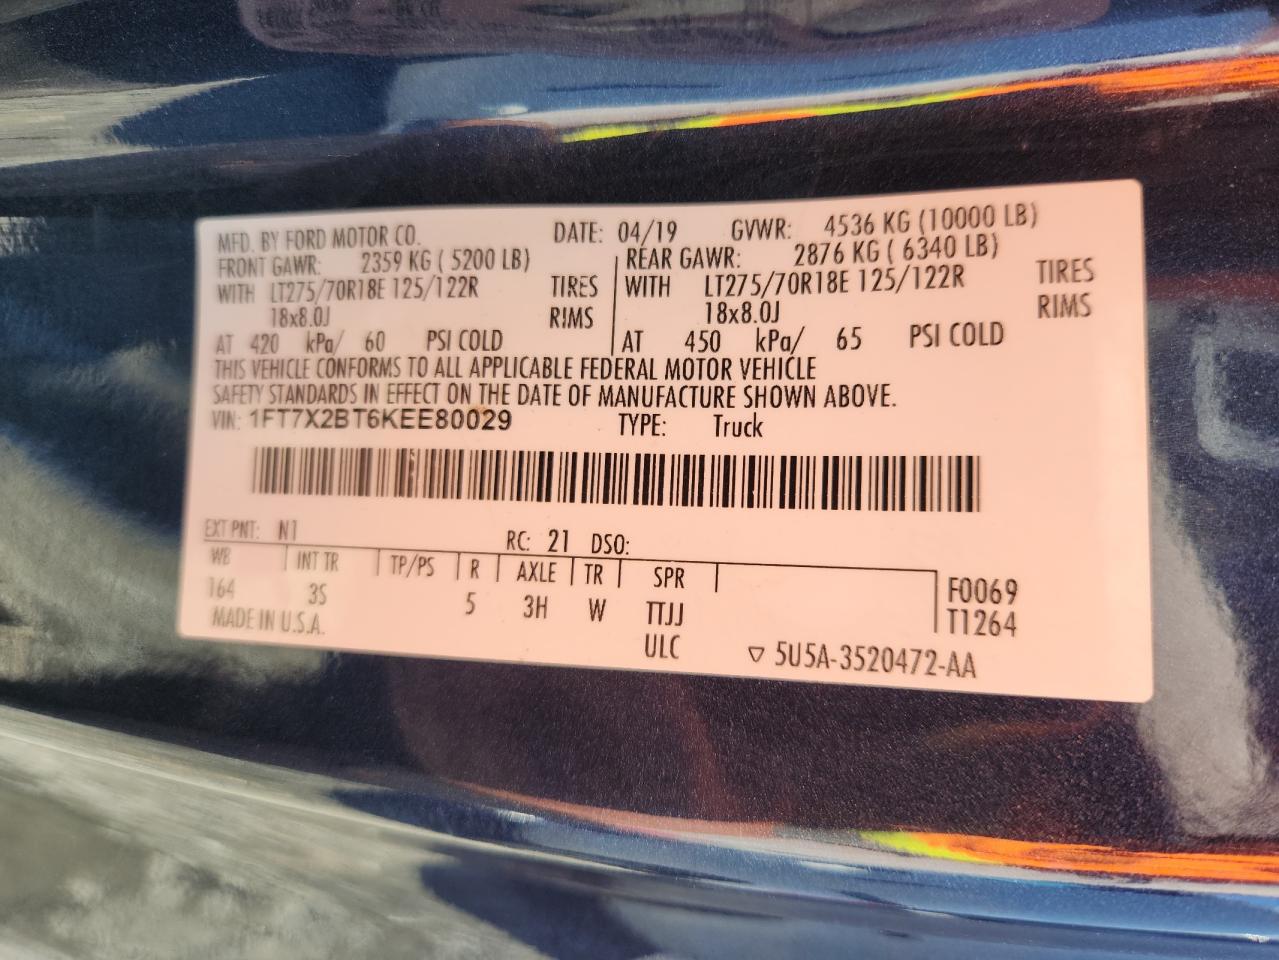 MFD. BY FORD MOTOR CO. DATE: 04/19 GVWR: 4536 KG (10000 LB)
FRONT GAWR: 2359 KG ( 5200 LB) REAR GAWR: 2876 KG ( 6340 LB)
WITH LT275/70R18E 125/122R TIRES WITH LT275/70R18E 125/122R TIRES
18x8.0J RIMS 18x8.0J RIMS
AT 420 kPa/ 60 PSI COLD AT 450 kPa/ 65 PSI COLD
THIS VEHICLE CONFORMS TO ALL APPLICABLE FEDERAL MOTOR VEHICLE
SAFETY STANDARDS IN EFFECT ON THE DATE OF MANUFACTURE SHOWN ABOVE.
VIN: 1FT7X2BT6KEE80029 TYPE: Truck
EXT PNT: N1 RC: 21 DSO:
WB INT TR TP/PS R AXLE TR SPR F0069
164 3S 5 3H W TTJJ T1264
MADE IN U.S.A. ULC ▽ 5U5A-3520472-AA